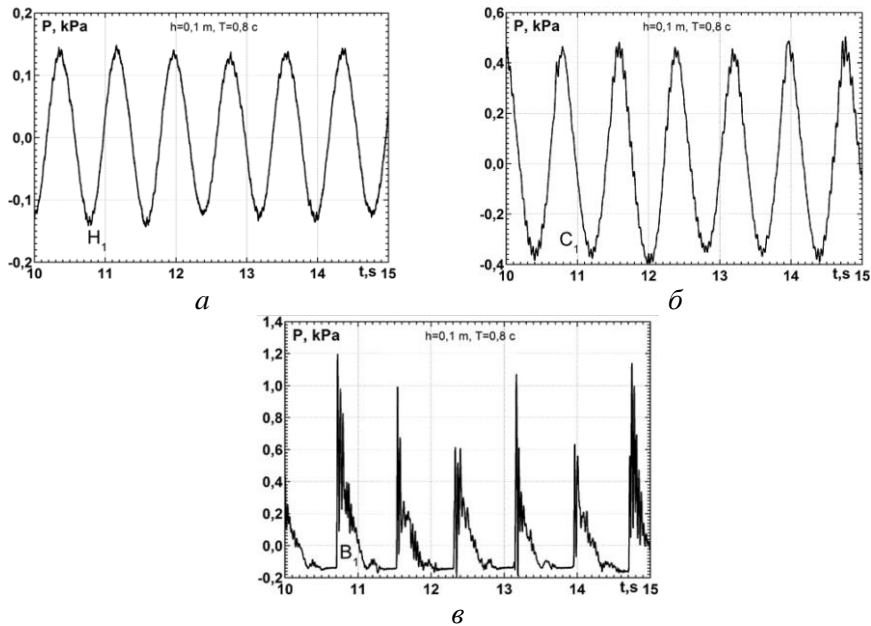 P, kPa
h=0,1 m, T=0,8 c
0,2
0,1
0,0
-0,1
-0,2
H1
10 11 12 13 14 15
t,s
а
P, kPa
h=0,1 m, T=0,8 c
0,6
0,4
0,2
0,0
-0,2
-0,4
C1
10 11 12 13 14 15
t,s
б
P, kPa
h=0,1 m, T=0,8 c
1,4
1,2
1,0
0,8
0,6
0,4
0,2
0,0
-0,2
B1
10 11 12 13 14 15
t,s
в